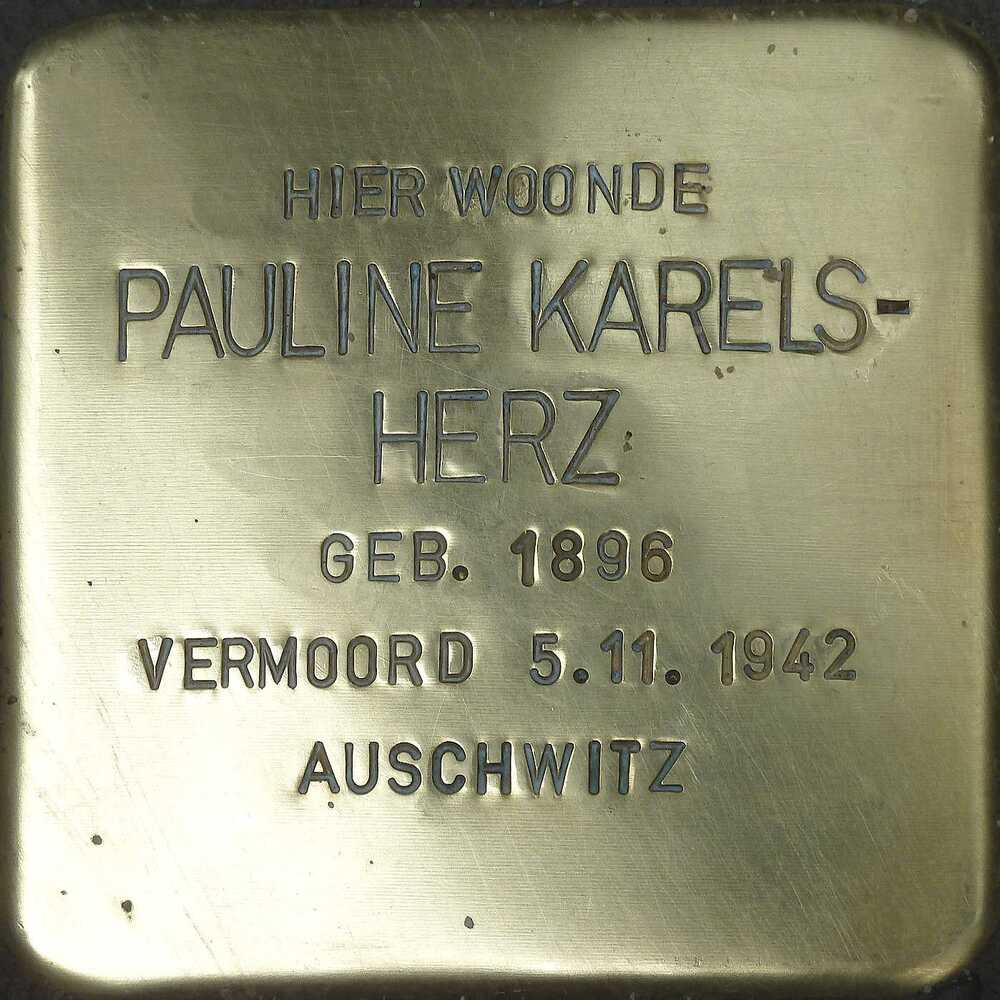 HIER WOONDE
PAULINE KARELS-
HERZ
GEB. 1896
VERMOORD 5.11.1942
AUSCHWITZ